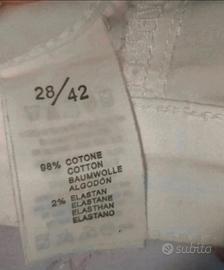 28/42
98% COTONE
COTTON
BAUMWOLLE
ALGODÓN
2% ELASTAN
ELASTANE
ELASTHAN
ELASTANO
subito